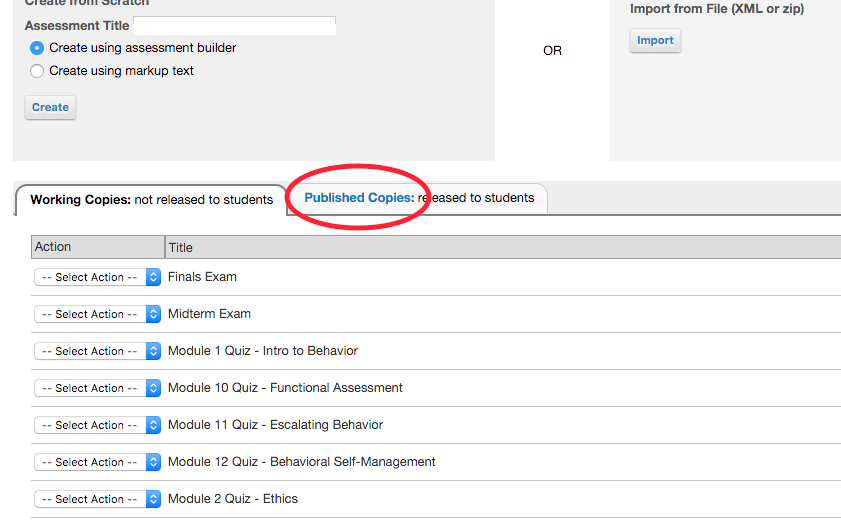 Create from Scratch
Assessment Title
Create using assessment builder
Create using markup text
Create
OR
Import from File (XML or zip)
Import
Working Copies: not released to students
Published Copies: released to students
Action Title
-- Select Action -- Finals Exam
-- Select Action -- Midterm Exam
-- Select Action -- Module 1 Quiz - Intro to Behavior
-- Select Action -- Module 10 Quiz - Functional Assessment
-- Select Action -- Module 11 Quiz - Escalating Behavior
-- Select Action -- Module 12 Quiz - Behavioral Self-Management
-- Select Action -- Module 2 Quiz - Ethics